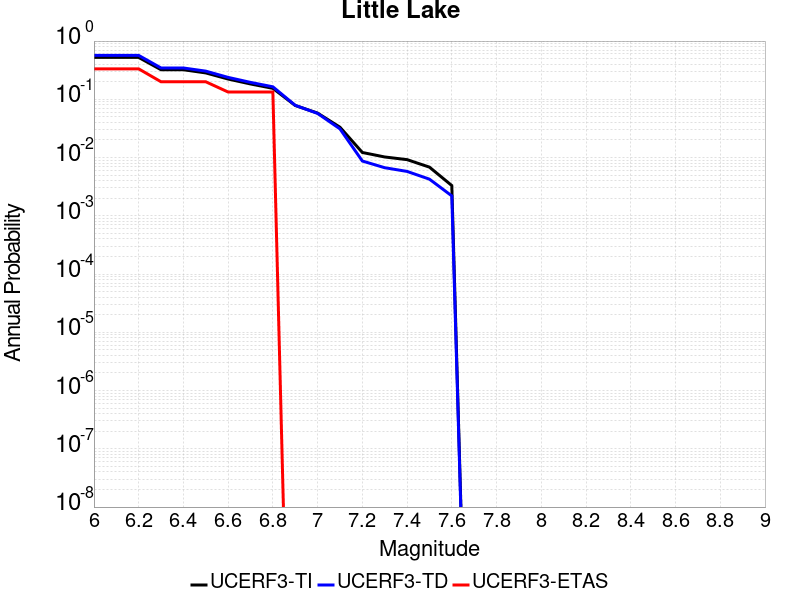 Little Lake
10^0
10^-1
10^-2
10^-3
10^-4
10^-5
10^-6
10^-7
10^-8
Annual Probability
6 6.2 6.4 6.6 6.8 7 7.2 7.4 7.6 7.8 8 8.2 8.4 8.6 8.8 9
Magnitude
UCERF3-TI UCERF3-TD UCERF3-ETAS